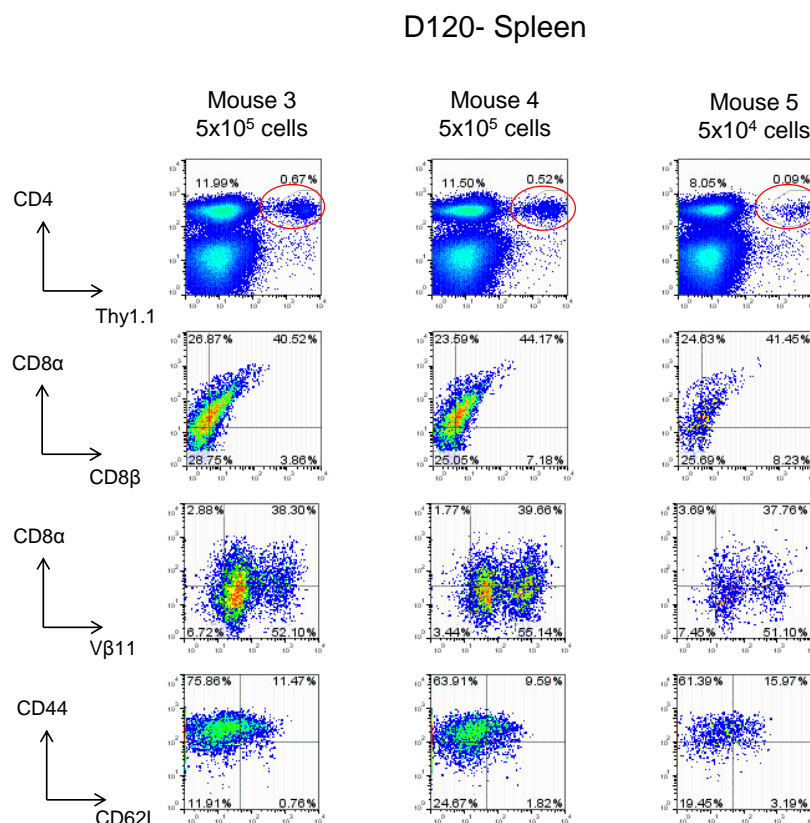 D120- Spleen
Mouse 3
5x10⁵ cells
Mouse 4
5x10⁵ cells
Mouse 5
5x10⁴ cells
CD4
Thy1.1
11.99% 0.67%
11.50% 0.52%
8.05% 0.09%
CD8α
CD8β
26.87% 40.52%
28.75% 3.86%
23.59% 44.17%
25.05% 7.18%
24.63% 41.45%
25.69% 8.23%
CD8α
Vβ11
2.88% 38.30%
6.72% 52.10%
1.77% 39.66%
3.44% 55.14%
3.69% 37.76%
7.45% 51.10%
CD44
CD62L
75.86% 11.47%
11.91% 0.76%
63.91% 9.59%
24.67% 1.82%
61.39% 15.97%
19.45% 3.19%